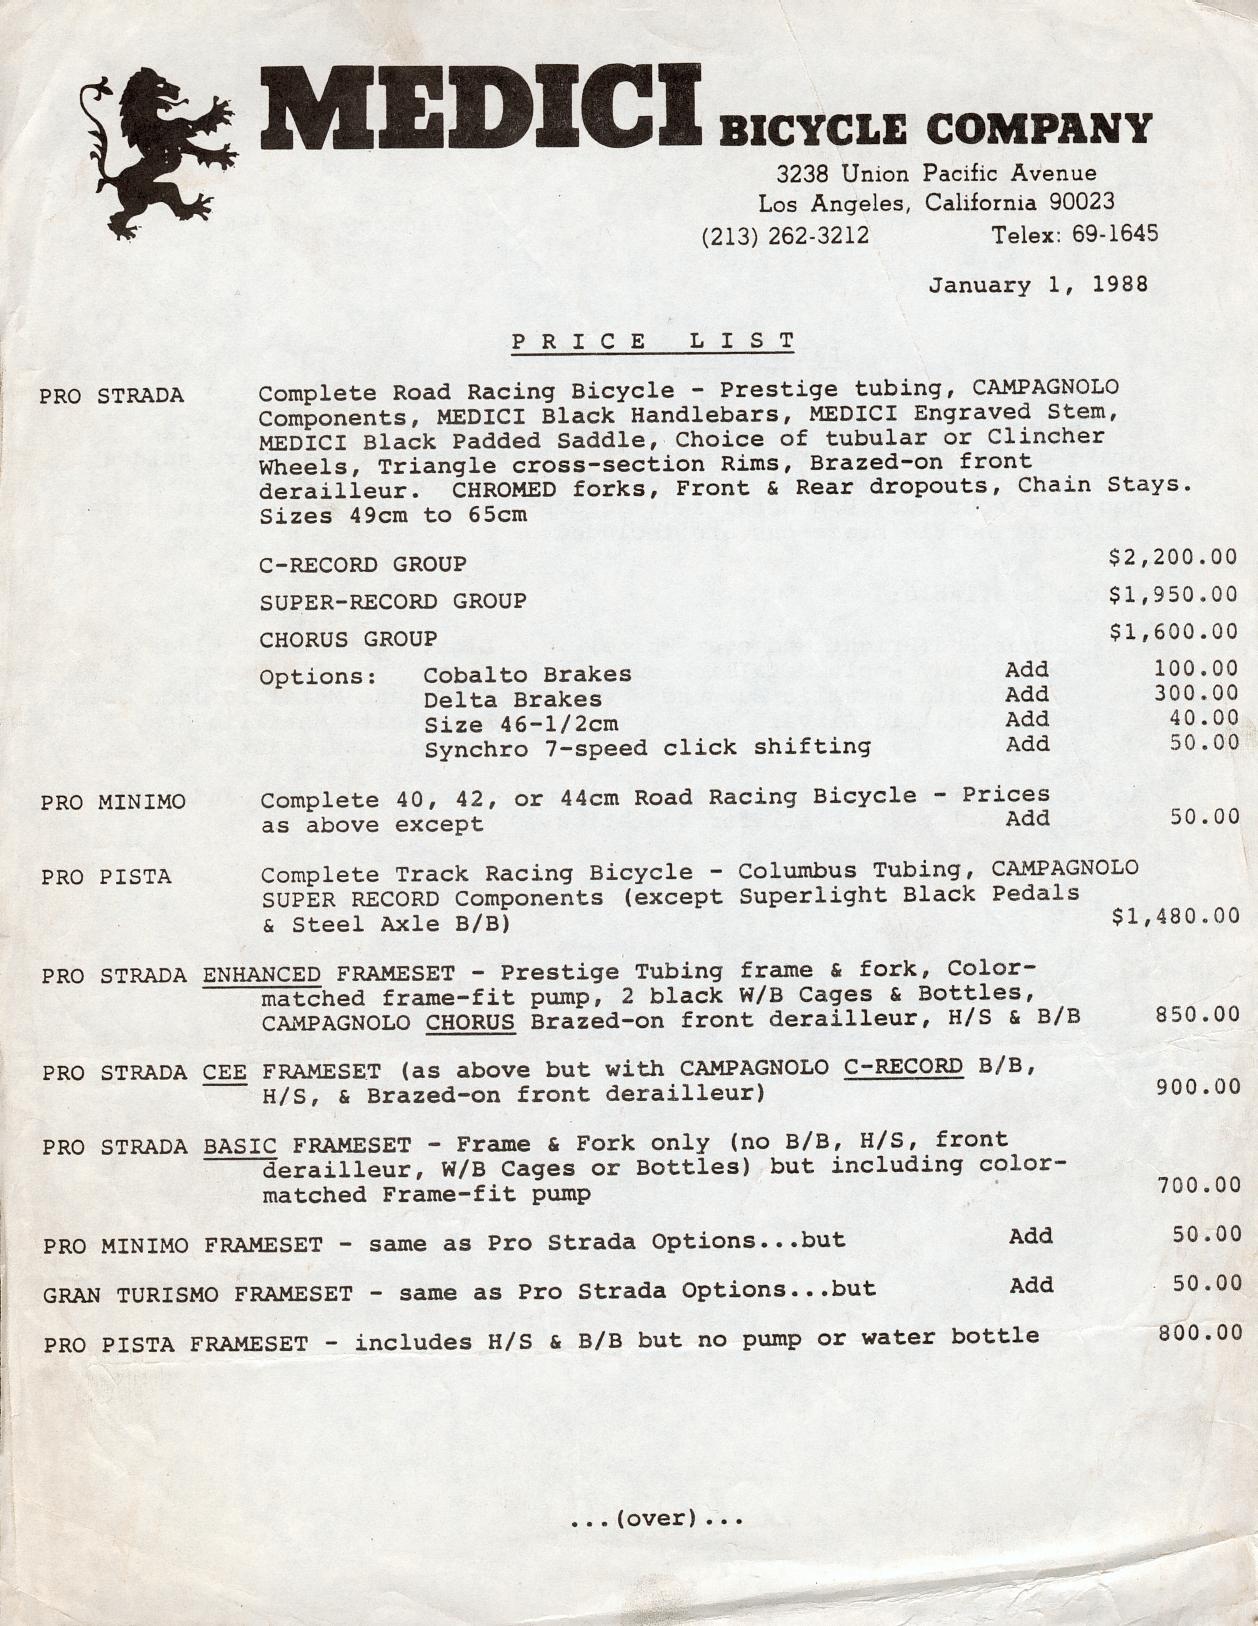 MEDICI BICYCLE COMPANY
3238 Union Pacific Avenue
Los Angeles, California 90023
(213) 262-3212 Telex: 69-1645
January 1, 1988
PRICE LIST
PRO STRADA Complete Road Racing Bicycle - Prestige tubing, CAMPAGNOLO
Components, MEDICI Black Handlebars, MEDICI Engraved Stem,
MEDICI Black Padded Saddle, Choice of tubular or Clincher
Wheels, Triangle cross-section Rims, Brazed-on front
derailleur. CHROMED forks, Front & Rear dropouts, Chain Stays.
Sizes 49cm to 65cm
C-RECORD GROUP $2,200.00
SUPER-RECORD GROUP $1,950.00
CHORUS GROUP $1,600.00
Options: Cobalto Brakes Add 100.00
Delta Brakes Add 300.00
Size 46-1/2cm Add 40.00
Synchro 7-speed click shifting Add 50.00
PRO MINIMO Complete 40, 42, or 44cm Road Racing Bicycle - Prices
as above except Add 50.00
PRO PISTA Complete Track Racing Bicycle - Columbus Tubing, CAMPAGNOLO
SUPER RECORD Components (except Superlight Black Pedals
& Steel Axle B/B) $1,480.00
PRO STRADA ENHANCED FRAMESET - Prestige Tubing frame & fork, Color-
matched frame-fit pump, 2 black W/B Cages & Bottles,
CAMPAGNOLO CHORUS Brazed-on front derailleur, H/S & B/B 850.00
PRO STRADA CEE FRAMESET (as above but with CAMPAGNOLO C-RECORD B/B,
H/S, & Brazed-on front derailleur) 900.00
PRO STRADA BASIC FRAMESET - Frame & Fork only (no B/B, H/S, front
derailleur, W/B Cages or Bottles) but including color-
matched Frame-fit pump 700.00
PRO MINIMO FRAMESET - same as Pro Strada Options...but Add 50.00
GRAN TURISMO FRAMESET - same as Pro Strada Options...but Add 50.00
PRO PISTA FRAMESET - includes H/S & B/B but no pump or water bottle 800.00
...(over)...